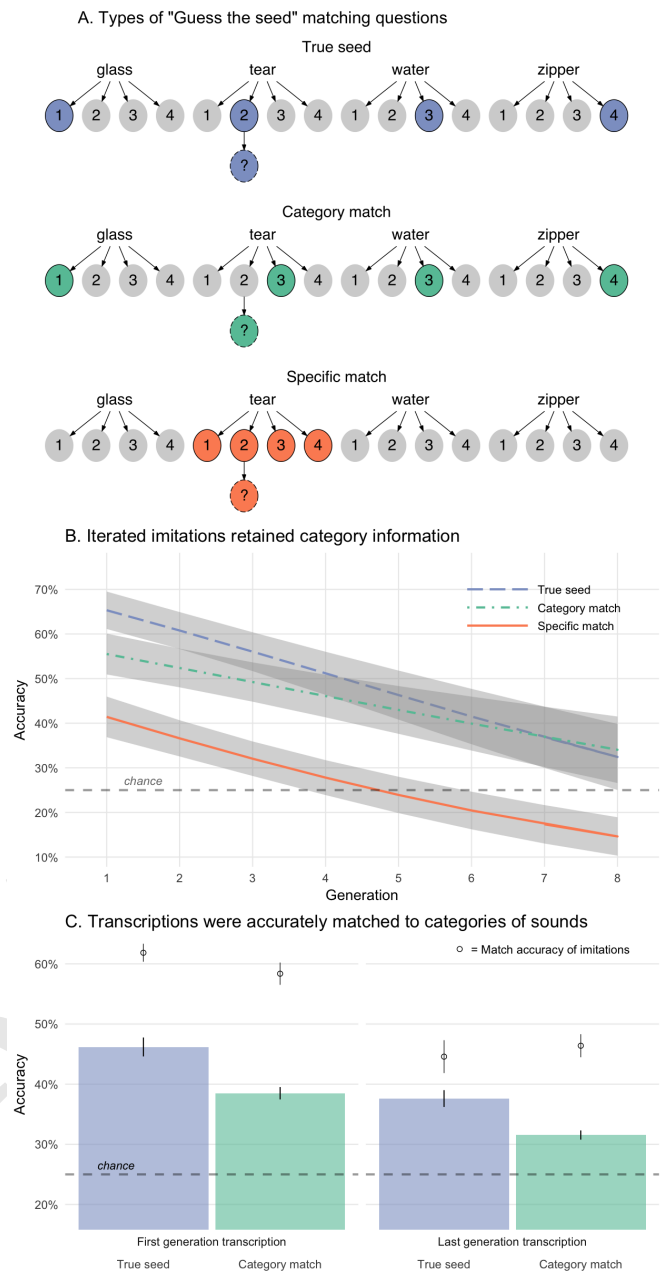 A. Types of "Guess the seed" matching questions
True seed
glass tear water zipper
1 2 3 4 1 2 3 4 1 2 3 4 1 2 3 4
?
Category match
glass tear water zipper
1 2 3 4 1 2 3 4 1 2 3 4 1 2 3 4
?
Specific match
glass tear water zipper
1 2 3 4 1 2 3 4 1 2 3 4 1 2 3 4
?
B. Iterated imitations retained category information
70%
60%
50%
40%
30%
20%
10%
Accuracy
True seed
Category match
Specific match
chance
1 2 3 4 5 6 7 8
Generation
C. Transcriptions were accurately matched to categories of sounds
= Match accuracy of imitations
60%
50%
40%
30%
20%
Accuracy
chance
First generation transcription Last generation transcription
True seed Category match True seed Category match